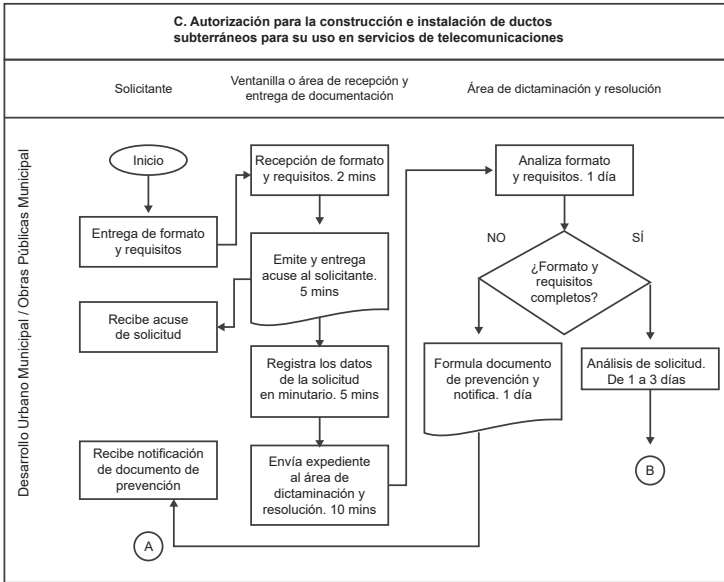 C. Autorización para la construcción e instalación de ductos
subterráneos para su uso en servicios de telecomunicaciones
Solicitante
Ventanilla o área de recepción y
entrega de documentación
Área de dictaminación y resolución
Desarrollo Urbano Municipal / Obras Públicas Municipal
Inicio
Entrega de formato
y requisitos
Recepción de formato
y requisitos. 2 mins
Emite y entrega
acuse al solicitante.
5 mins
Recibe acuse
de solicitud
Registra los datos
de la solicitud
en minutario. 5 mins
Envía expediente
al área de
dictaminación y
resolución. 10 mins
Analiza formato
y requisitos. 1 día
¿Formato y
requisitos
completos?
NO
SÍ
Formula documento
de prevención y
notifica. 1 día
Análisis de solicitud.
De 1 a 3 días
Recibe notificación
de documento de
prevención
A
B